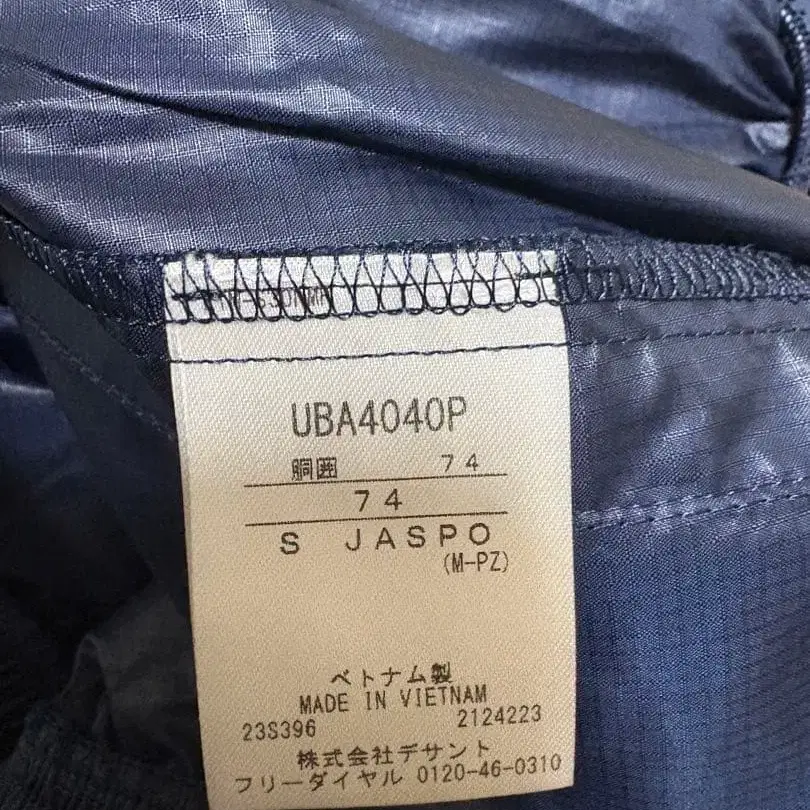 UBA4040P
胴囲 74
74
S JASPO
(M-PZ)
ベトナム製
MADE IN VIETNAM
23S396 2124223
株式会社デサント
フリーダイヤル 0120-46-0310